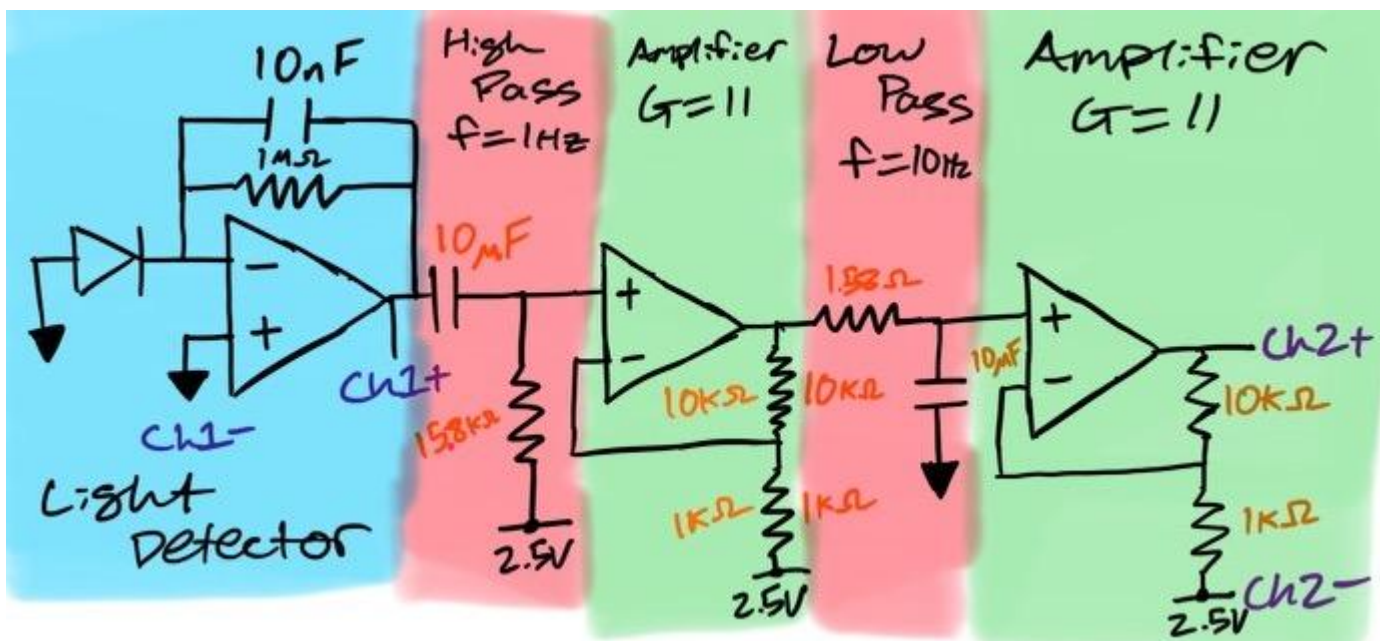 High
Pass
f=1Hz
Amplifier
G=11
Low
Pass
f=10Hz
Amplifier
G=11
10nF
1MΩ
−
+
Ch1-
Ch1+
Light
Detector
10μF
15.8kΩ
2.5V
+
−
10kΩ
10kΩ
1kΩ
1kΩ
2.5V
10μF
+
−
Ch2+
10kΩ
1kΩ
2.5V
Ch2-